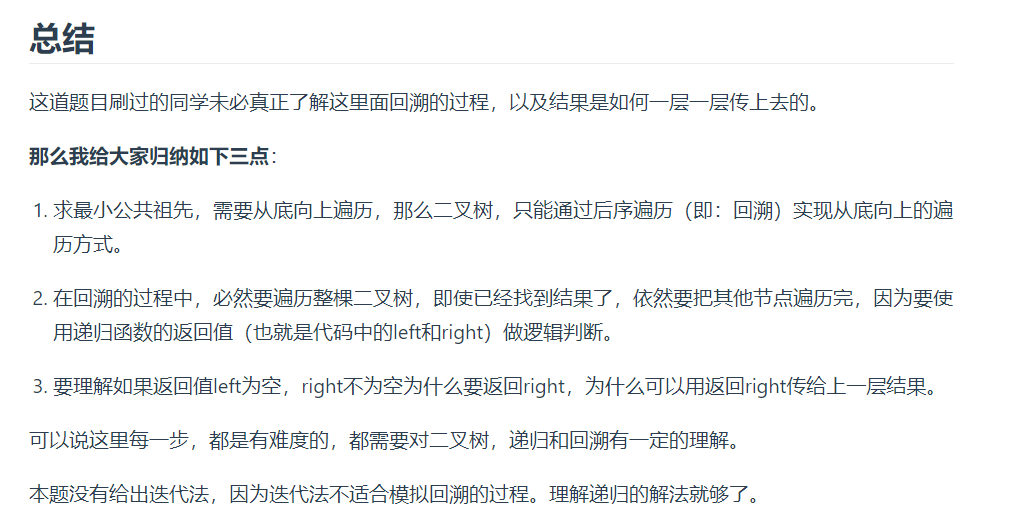 总结
这道题目刷过的同学未必真正了解这里面回溯的过程，以及结果是如何一层一层传上去的。
那么我给大家归纳如下三点：
1. 求最小公共祖先，需要从底向上遍历，那么二叉树，只能通过后序遍历（即：回溯）实现从底向上的遍
历方式。
2. 在回溯的过程中，必然要遍历整棵二叉树，即使已经找到结果了，依然要把其他节点遍历完，因为要使
用递归函数的返回值（也就是代码中的left和right）做逻辑判断。
3. 要理解如果返回值left为空，right不为空为什么要返回right，为什么可以用返回right传给上一层结果。
可以说这里每一步，都是有难度的，都需要对二叉树，递归和回溯有一定的理解。
本题没有给出迭代法，因为迭代法不适合模拟回溯的过程。理解递归的解法就够了。